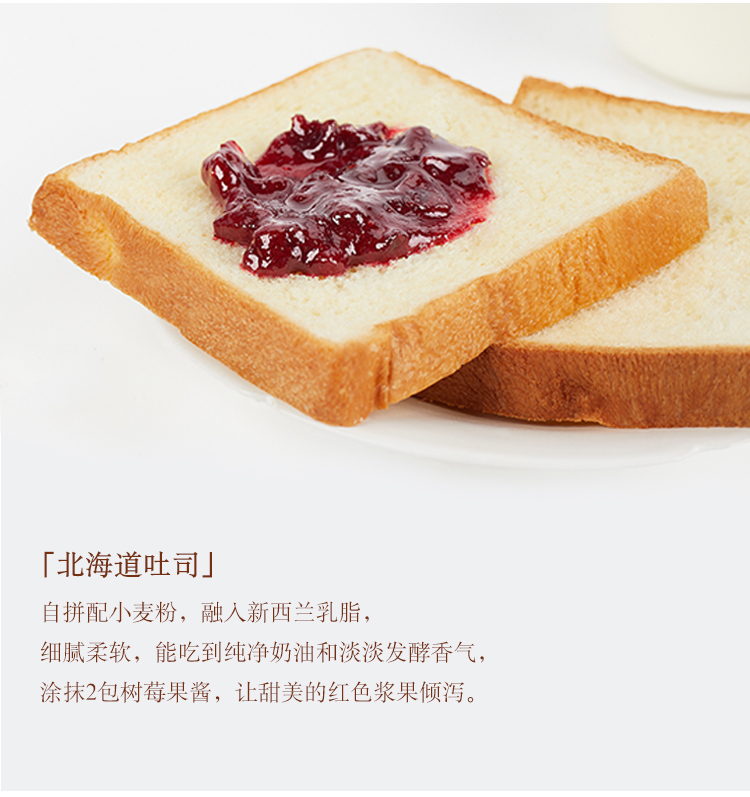 「北海道吐司」
自拼配小麦粉，融入新西兰乳脂，
细腻柔软，能吃到纯净奶油和淡淡发酵香气，
涂抹2包树莓果酱，让甜美的红色浆果倾泻。